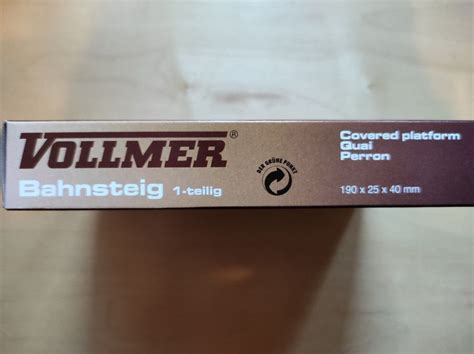 VOLLMER®
Bahnsteig 1-teilig
DER GRÜNE PUNKT
Covered platform
Quai
Perron
190 x 25 x 40 mm